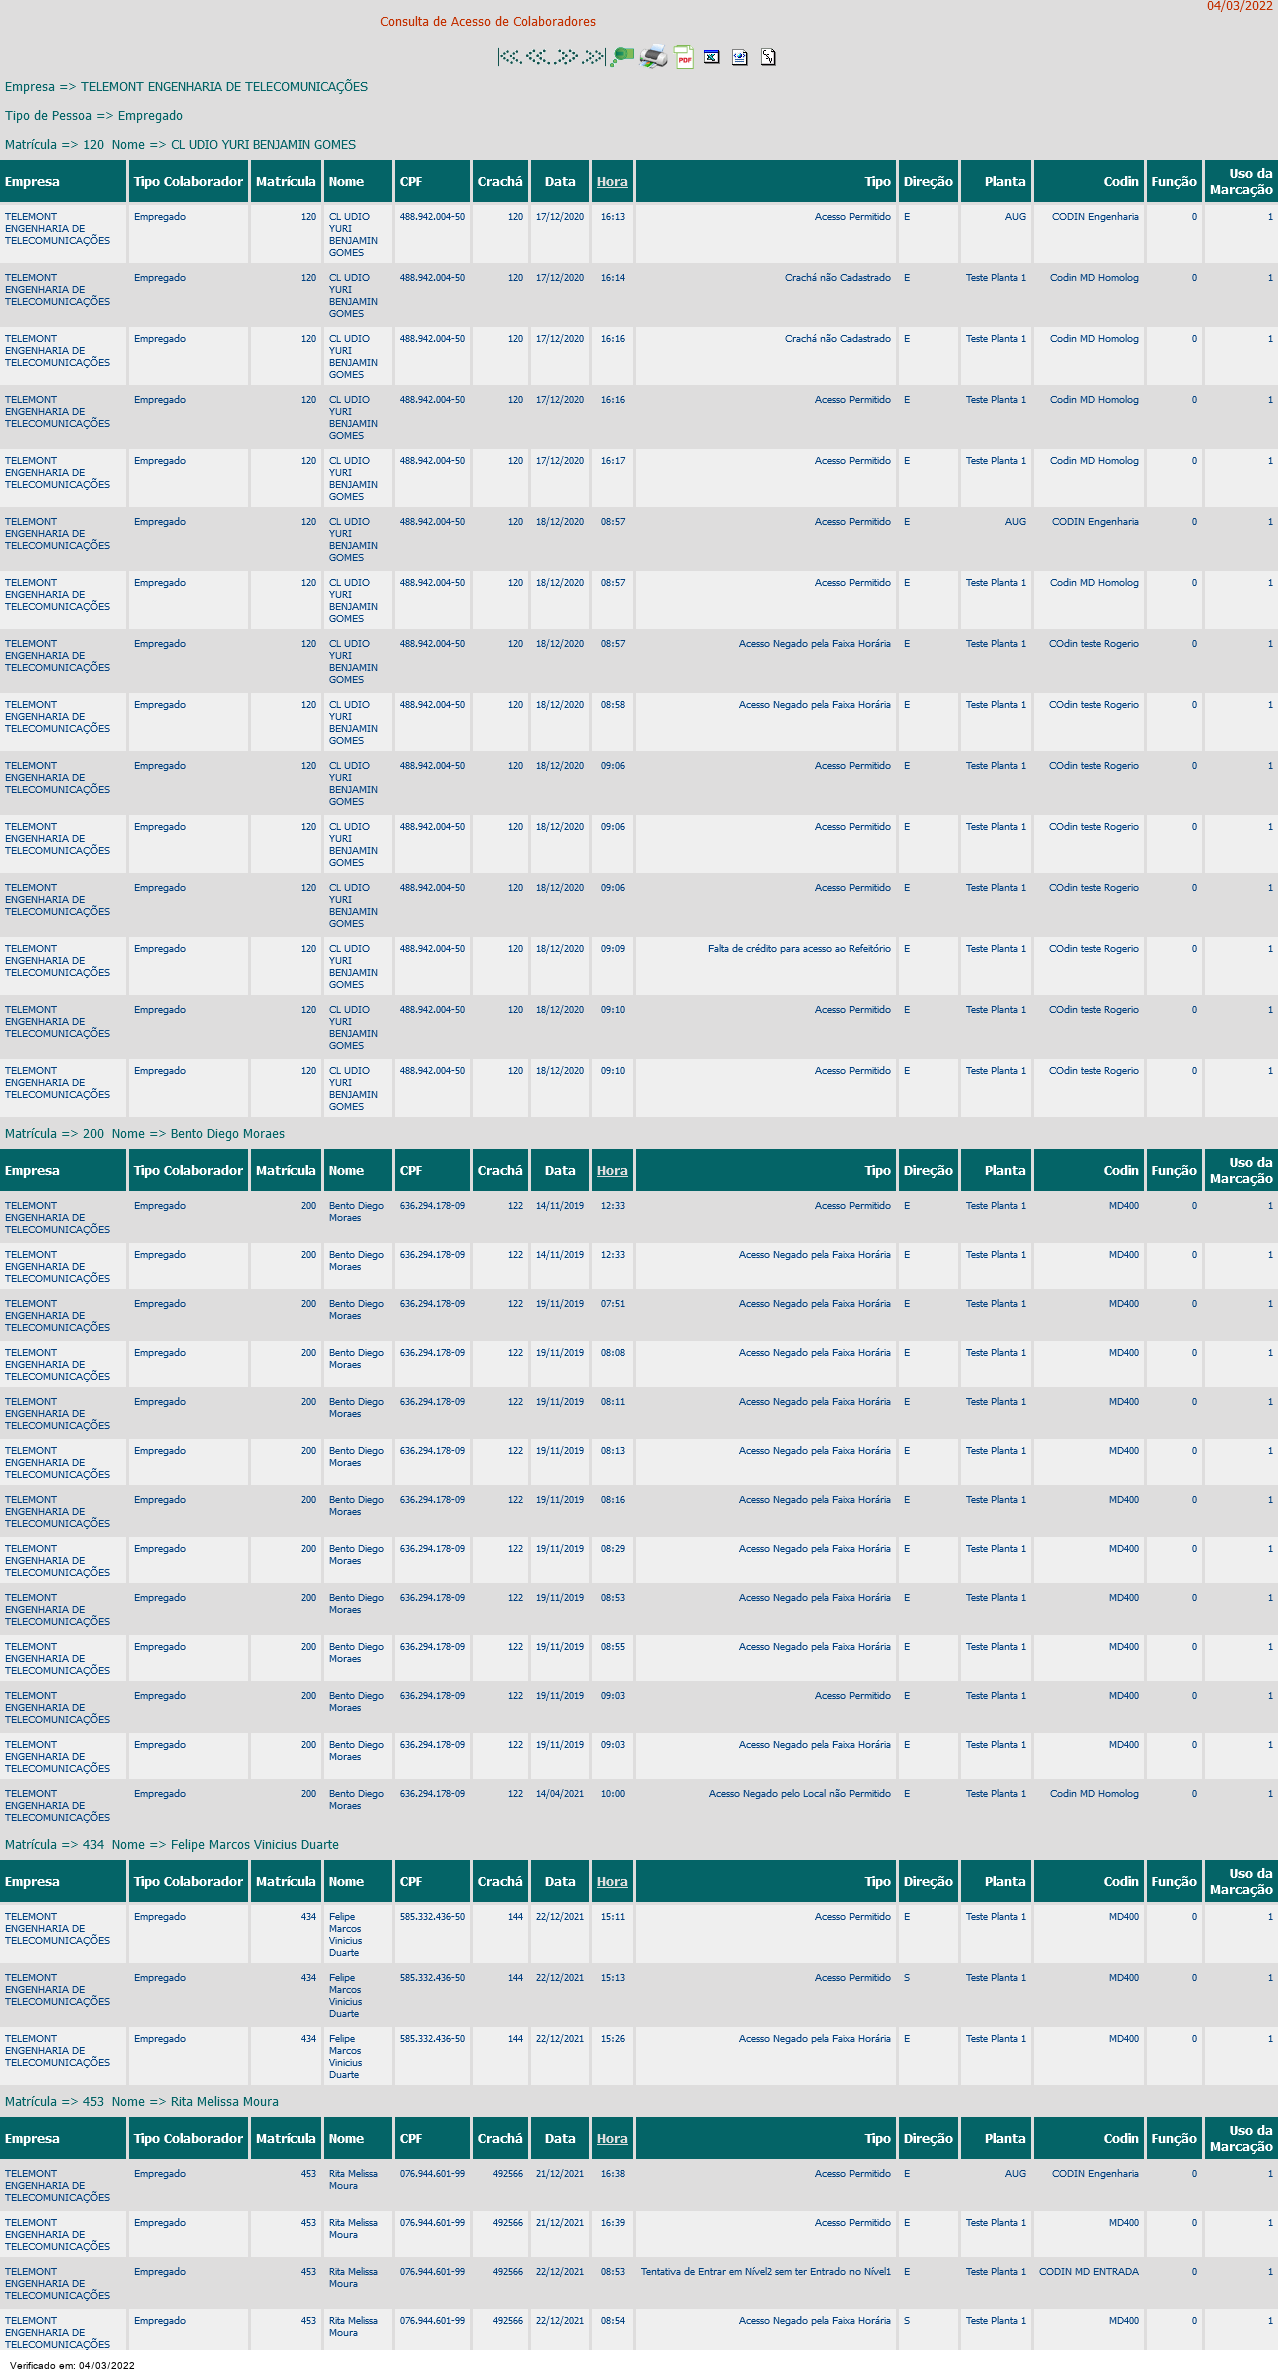 04/03/2022
Consulta de Acesso de Colaboradores
PDF
Empresa => TELEMONT ENGENHARIA DE TELECOMUNICAÇÕES
Tipo de Pessoa => Empregado
Matrícula => 120 Nome => CL UDIO YURI BENJAMIN GOMES
Empresa Tipo Colaborador Matrícula Nome CPF Crachá Data Hora Tipo Direção Planta Codin Função Uso da Marcação
TELEMONT ENGENHARIA DE TELECOMUNICAÇÕES Empregado 120 CL UDIO YURI BENJAMIN GOMES 488.942.004-50 120 17/12/2020 16:13 Acesso Permitido E AUG CODIN Engenharia 0 1
TELEMONT ENGENHARIA DE TELECOMUNICAÇÕES Empregado 120 CL UDIO YURI BENJAMIN GOMES 488.942.004-50 120 17/12/2020 16:14 Crachá não Cadastrado E Teste Planta 1 Codin MD Homolog 0 1
TELEMONT ENGENHARIA DE TELECOMUNICAÇÕES Empregado 120 CL UDIO YURI BENJAMIN GOMES 488.942.004-50 120 17/12/2020 16:16 Crachá não Cadastrado E Teste Planta 1 Codin MD Homolog 0 1
TELEMONT ENGENHARIA DE TELECOMUNICAÇÕES Empregado 120 CL UDIO YURI BENJAMIN GOMES 488.942.004-50 120 17/12/2020 16:16 Acesso Permitido E Teste Planta 1 Codin MD Homolog 0 1
TELEMONT ENGENHARIA DE TELECOMUNICAÇÕES Empregado 120 CL UDIO YURI BENJAMIN GOMES 488.942.004-50 120 17/12/2020 16:17 Acesso Permitido E Teste Planta 1 Codin MD Homolog 0 1
TELEMONT ENGENHARIA DE TELECOMUNICAÇÕES Empregado 120 CL UDIO YURI BENJAMIN GOMES 488.942.004-50 120 18/12/2020 08:57 Acesso Permitido E AUG CODIN Engenharia 0 1
TELEMONT ENGENHARIA DE TELECOMUNICAÇÕES Empregado 120 CL UDIO YURI BENJAMIN GOMES 488.942.004-50 120 18/12/2020 08:57 Acesso Permitido E Teste Planta 1 Codin MD Homolog 0 1
TELEMONT ENGENHARIA DE TELECOMUNICAÇÕES Empregado 120 CL UDIO YURI BENJAMIN GOMES 488.942.004-50 120 18/12/2020 08:57 Acesso Negado pela Faixa Horária E Teste Planta 1 COdin teste Rogerio 0 1
TELEMONT ENGENHARIA DE TELECOMUNICAÇÕES Empregado 120 CL UDIO YURI BENJAMIN GOMES 488.942.004-50 120 18/12/2020 08:58 Acesso Negado pela Faixa Horária E Teste Planta 1 COdin teste Rogerio 0 1
TELEMONT ENGENHARIA DE TELECOMUNICAÇÕES Empregado 120 CL UDIO YURI BENJAMIN GOMES 488.942.004-50 120 18/12/2020 09:06 Acesso Permitido E Teste Planta 1 COdin teste Rogerio 0 1
TELEMONT ENGENHARIA DE TELECOMUNICAÇÕES Empregado 120 CL UDIO YURI BENJAMIN GOMES 488.942.004-50 120 18/12/2020 09:06 Acesso Permitido E Teste Planta 1 COdin teste Rogerio 0 1
TELEMONT ENGENHARIA DE TELECOMUNICAÇÕES Empregado 120 CL UDIO YURI BENJAMIN GOMES 488.942.004-50 120 18/12/2020 09:06 Acesso Permitido E Teste Planta 1 COdin teste Rogerio 0 1
TELEMONT ENGENHARIA DE TELECOMUNICAÇÕES Empregado 120 CL UDIO YURI BENJAMIN GOMES 488.942.004-50 120 18/12/2020 09:09 Falta de crédito para acesso ao Refeitório E Teste Planta 1 COdin teste Rogerio 0 1
TELEMONT ENGENHARIA DE TELECOMUNICAÇÕES Empregado 120 CL UDIO YURI BENJAMIN GOMES 488.942.004-50 120 18/12/2020 09:10 Acesso Permitido E Teste Planta 1 COdin teste Rogerio 0 1
TELEMONT ENGENHARIA DE TELECOMUNICAÇÕES Empregado 120 CL UDIO YURI BENJAMIN GOMES 488.942.004-50 120 18/12/2020 09:10 Acesso Permitido E Teste Planta 1 COdin teste Rogerio 0 1
Matrícula => 200 Nome => Bento Diego Moraes
Empresa Tipo Colaborador Matrícula Nome CPF Crachá Data Hora Tipo Direção Planta Codin Função Uso da Marcação
TELEMONT ENGENHARIA DE TELECOMUNICAÇÕES Empregado 200 Bento Diego Moraes 636.294.178-09 122 14/11/2019 12:33 Acesso Permitido E Teste Planta 1 MD400 0 1
TELEMONT ENGENHARIA DE TELECOMUNICAÇÕES Empregado 200 Bento Diego Moraes 636.294.178-09 122 14/11/2019 12:33 Acesso Negado pela Faixa Horária E Teste Planta 1 MD400 0 1
TELEMONT ENGENHARIA DE TELECOMUNICAÇÕES Empregado 200 Bento Diego Moraes 636.294.178-09 122 19/11/2019 07:51 Acesso Negado pela Faixa Horária E Teste Planta 1 MD400 0 1
TELEMONT ENGENHARIA DE TELECOMUNICAÇÕES Empregado 200 Bento Diego Moraes 636.294.178-09 122 19/11/2019 08:08 Acesso Negado pela Faixa Horária E Teste Planta 1 MD400 0 1
TELEMONT ENGENHARIA DE TELECOMUNICAÇÕES Empregado 200 Bento Diego Moraes 636.294.178-09 122 19/11/2019 08:11 Acesso Negado pela Faixa Horária E Teste Planta 1 MD400 0 1
TELEMONT ENGENHARIA DE TELECOMUNICAÇÕES Empregado 200 Bento Diego Moraes 636.294.178-09 122 19/11/2019 08:13 Acesso Negado pela Faixa Horária E Teste Planta 1 MD400 0 1
TELEMONT ENGENHARIA DE TELECOMUNICAÇÕES Empregado 200 Bento Diego Moraes 636.294.178-09 122 19/11/2019 08:16 Acesso Negado pela Faixa Horária E Teste Planta 1 MD400 0 1
TELEMONT ENGENHARIA DE TELECOMUNICAÇÕES Empregado 200 Bento Diego Moraes 636.294.178-09 122 19/11/2019 08:29 Acesso Negado pela Faixa Horária E Teste Planta 1 MD400 0 1
TELEMONT ENGENHARIA DE TELECOMUNICAÇÕES Empregado 200 Bento Diego Moraes 636.294.178-09 122 19/11/2019 08:53 Acesso Negado pela Faixa Horária E Teste Planta 1 MD400 0 1
TELEMONT ENGENHARIA DE TELECOMUNICAÇÕES Empregado 200 Bento Diego Moraes 636.294.178-09 122 19/11/2019 08:55 Acesso Negado pela Faixa Horária E Teste Planta 1 MD400 0 1
TELEMONT ENGENHARIA DE TELECOMUNICAÇÕES Empregado 200 Bento Diego Moraes 636.294.178-09 122 19/11/2019 09:03 Acesso Permitido E Teste Planta 1 MD400 0 1
TELEMONT ENGENHARIA DE TELECOMUNICAÇÕES Empregado 200 Bento Diego Moraes 636.294.178-09 122 19/11/2019 09:03 Acesso Negado pela Faixa Horária E Teste Planta 1 MD400 0 1
TELEMONT ENGENHARIA DE TELECOMUNICAÇÕES Empregado 200 Bento Diego Moraes 636.294.178-09 122 14/04/2021 10:00 Acesso Negado pelo Local não Permitido E Teste Planta 1 Codin MD Homolog 0 1
Matrícula => 434 Nome => Felipe Marcos Vinicius Duarte
Empresa Tipo Colaborador Matrícula Nome CPF Crachá Data Hora Tipo Direção Planta Codin Função Uso da Marcação
TELEMONT ENGENHARIA DE TELECOMUNICAÇÕES Empregado 434 Felipe Marcos Vinicius Duarte 585.332.436-50 144 22/12/2021 15:11 Acesso Permitido E Teste Planta 1 MD400 0 1
TELEMONT ENGENHARIA DE TELECOMUNICAÇÕES Empregado 434 Felipe Marcos Vinicius Duarte 585.332.436-50 144 22/12/2021 15:13 Acesso Permitido S Teste Planta 1 MD400 0 1
TELEMONT ENGENHARIA DE TELECOMUNICAÇÕES Empregado 434 Felipe Marcos Vinicius Duarte 585.332.436-50 144 22/12/2021 15:26 Acesso Negado pela Faixa Horária E Teste Planta 1 MD400 0 1
Matrícula => 453 Nome => Rita Melissa Moura
Empresa Tipo Colaborador Matrícula Nome CPF Crachá Data Hora Tipo Direção Planta Codin Função Uso da Marcação
TELEMONT ENGENHARIA DE TELECOMUNICAÇÕES Empregado 453 Rita Melissa Moura 076.944.601-99 492566 21/12/2021 16:38 Acesso Permitido E AUG CODIN Engenharia 0 1
TELEMONT ENGENHARIA DE TELECOMUNICAÇÕES Empregado 453 Rita Melissa Moura 076.944.601-99 492566 21/12/2021 16:39 Acesso Permitido E Teste Planta 1 MD400 0 1
TELEMONT ENGENHARIA DE TELECOMUNICAÇÕES Empregado 453 Rita Melissa Moura 076.944.601-99 492566 22/12/2021 08:53 Tentativa de Entrar em Nível2 sem ter Entrado no Nível1 E Teste Planta 1 CODIN MD ENTRADA 0 1
TELEMONT ENGENHARIA DE TELECOMUNICAÇÕES Empregado 453 Rita Melissa Moura 076.944.601-99 492566 22/12/2021 08:54 Acesso Negado pela Faixa Horária S Teste Planta 1 MD400 0 1
Verificado em: 04/03/2022